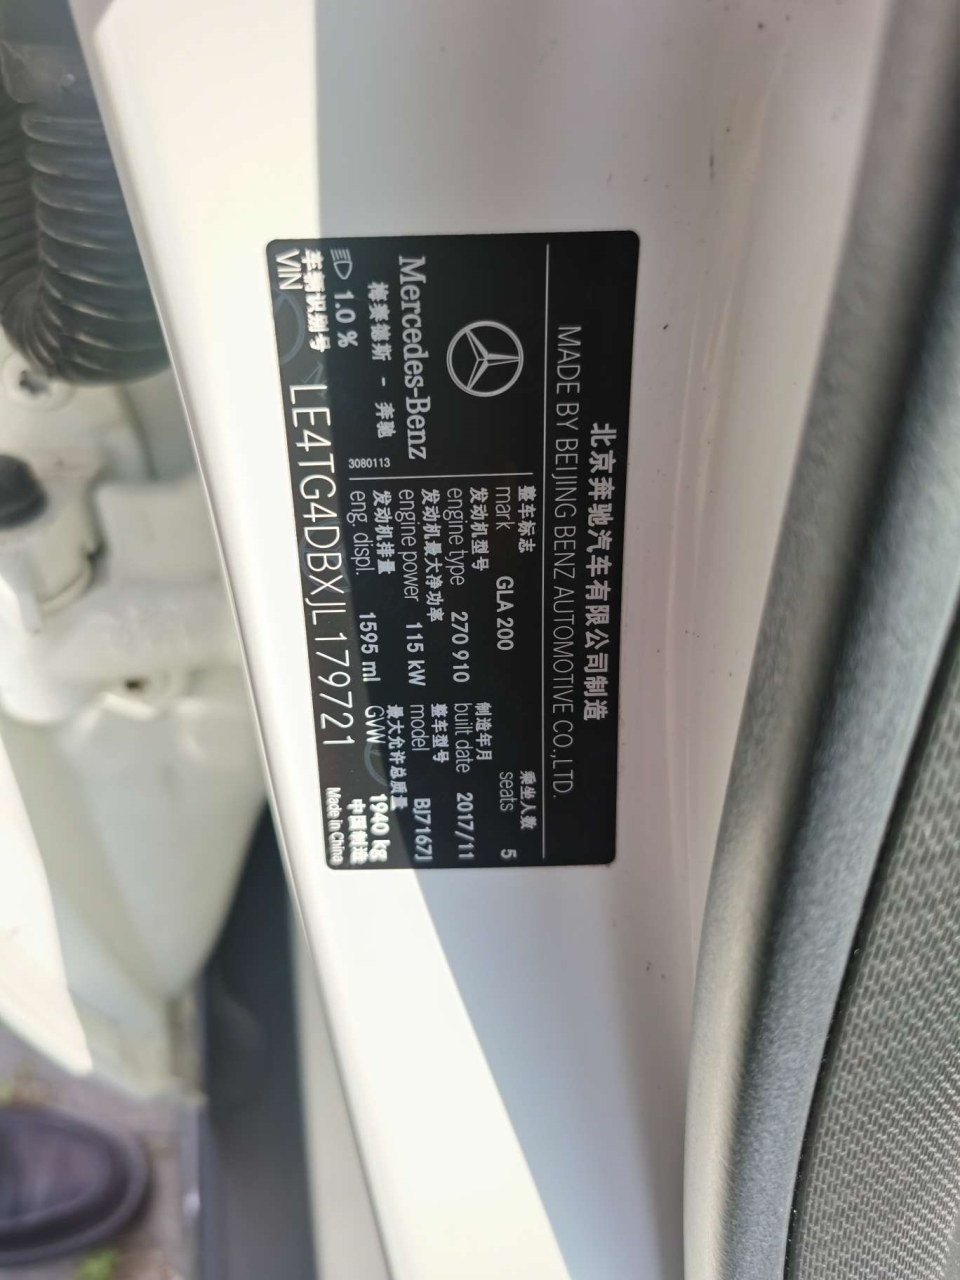 北京奔驰汽车有限公司制造
MADE BY BEIJING BENZ AUTOMOTIVE CO.,LTD.
Mercedes-Benz
梅赛德斯 - 奔驰
1.0 %
3080113
整车标志
mark GLA 200
乘坐人数
seats 5
发动机型号
engine type 270 910
制造年月
built date 2017/11
发动机最大净功率
engine power 115 kW
整车型号
model BJ7167J
发动机排量
eng. displ. 1595 ml
最大允许总质量
GVW 1940 kg
车辆识别号
VIN LE4TG4DBXJL179721
中国制造
Made in China